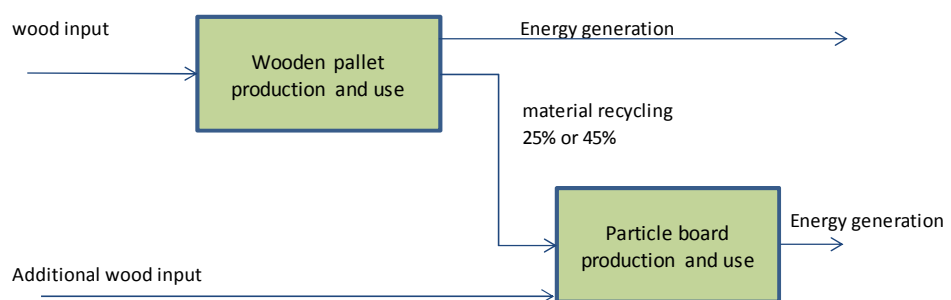 wood input
Energy generation
Wooden pallet
production and use
material recycling
25% or 45%
Particle board
production and use
Energy generation
Additional wood input